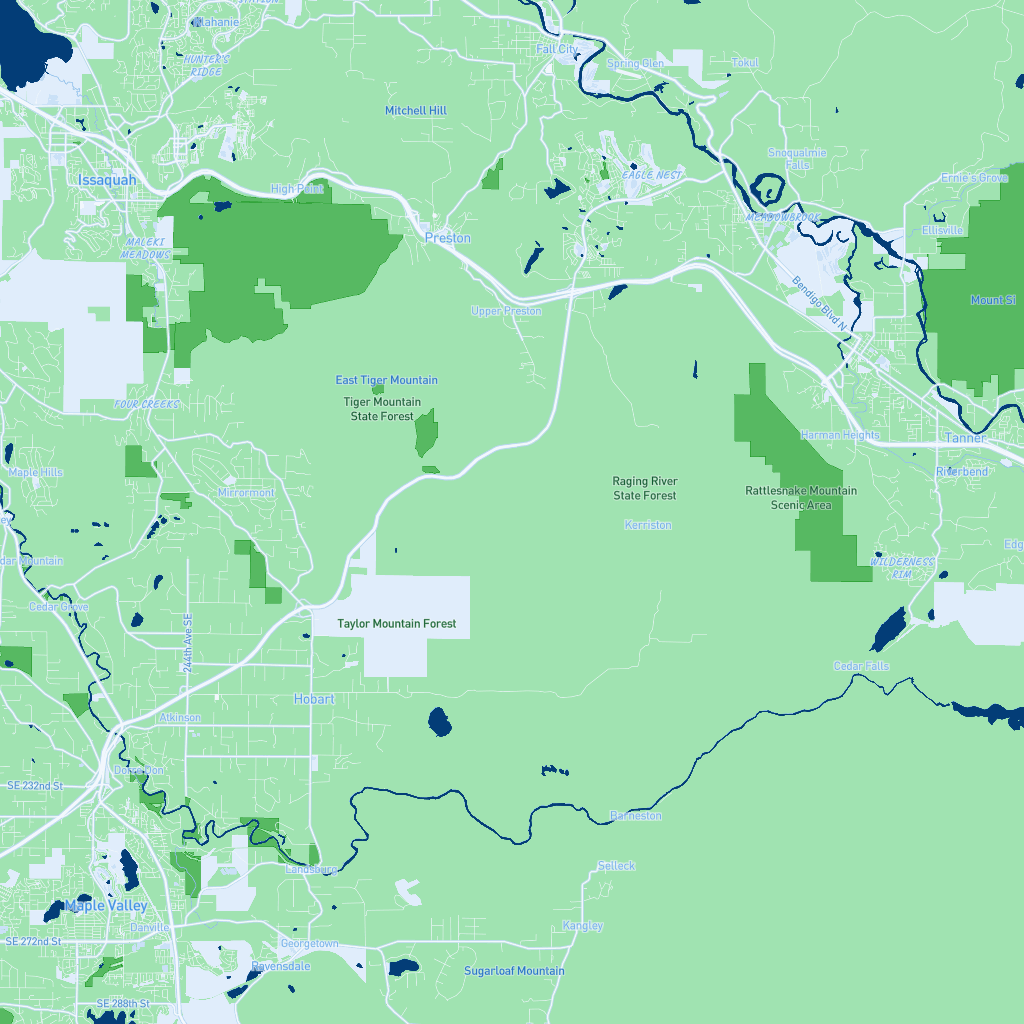 Fall City
Spring Glen
Tokul
HUNTER'S
RIDGE
Mitchell Hill
Snoqualmie
Falls
Issaquah
High Point
EAGLE NEST
Ernie's Grove
MEADOWBROOK
Ellisville
Preston
MALEKI
MEADOWS
Bendigo Blvd N
Mount Si
Upper Preston
East Tiger Mountain
Tiger Mountain
State Forest
FOUR CREEKS
Harman Heights
Tanner
Maple Hills
Riverbend
Mirrormont
Raging River
State Forest
Rattlesnake Mountain
Scenic Area
Kerriston
WILDERNESS
RIM
Cedar Grove
Taylor Mountain Forest
244th Ave SE
Cedar Falls
Hobart
Atkinson
Dorre Don
SE 232nd St
Barneston
Landsburg
Selleck
Maple Valley
Danville
Kangley
SE 272nd St
Georgetown
Ravensdale
Sugarloaf Mountain
SE 288th St